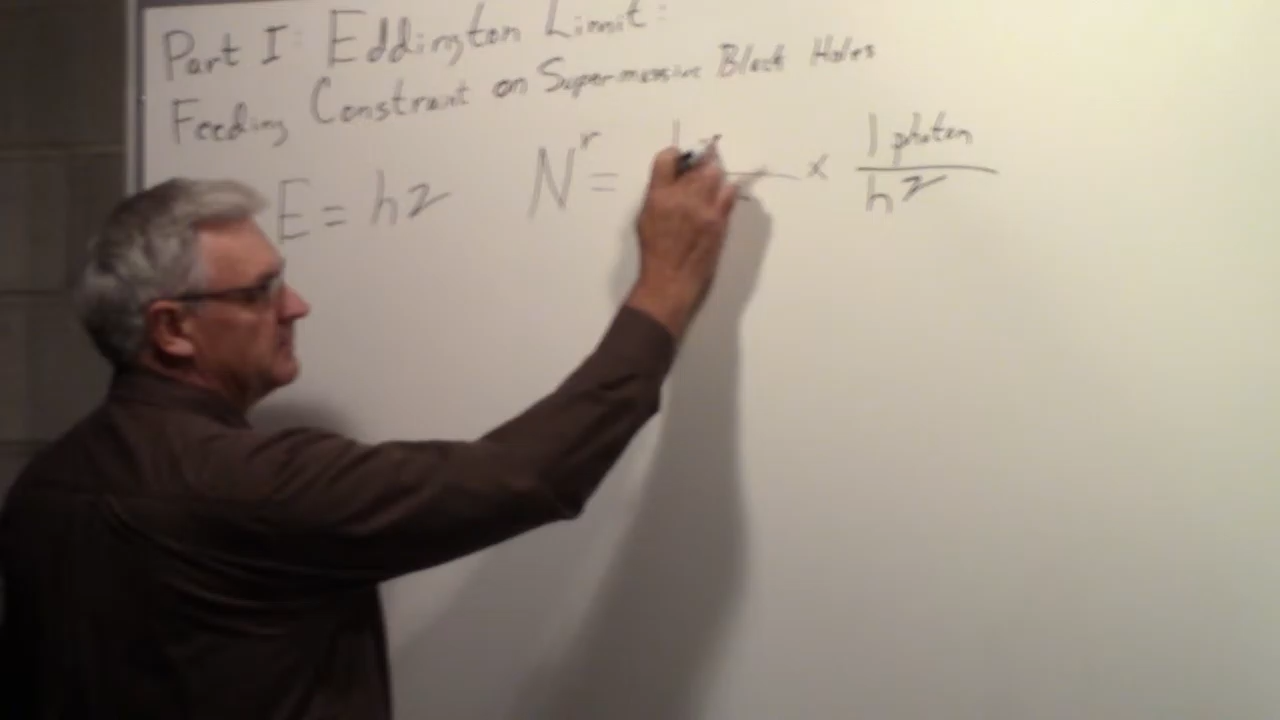 Part I: Eddington Limit:
Feeding Constraint on Supermassive Black Holes
E = hν
N^r = × 1 photon / hν